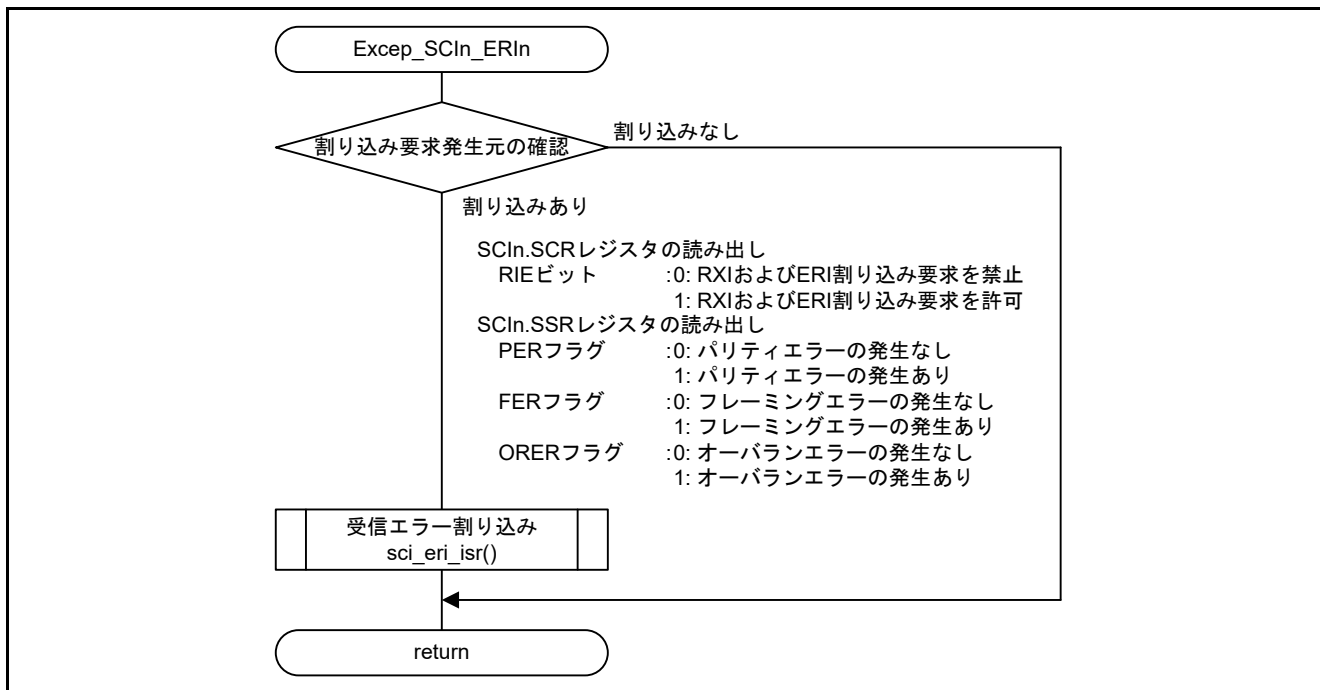 Excep_SCIn_ERIn
割り込み要求発生元の確認
割り込みなし
割り込みあり
SCIn.SCRレジスタの読み出し
RIEビット :0: RXIおよびERI割り込み要求を禁止
1: RXIおよびERI割り込み要求を許可
SCIn.SSRレジスタの読み出し
PERフラグ :0: パリティエラーの発生なし
1: パリティエラーの発生あり
FERフラグ :0: フレーミングエラーの発生なし
1: フレーミングエラーの発生あり
ORERフラグ :0: オーバランエラーの発生なし
1: オーバランエラーの発生あり
受信エラー割り込み
sci_eri_isr()
return